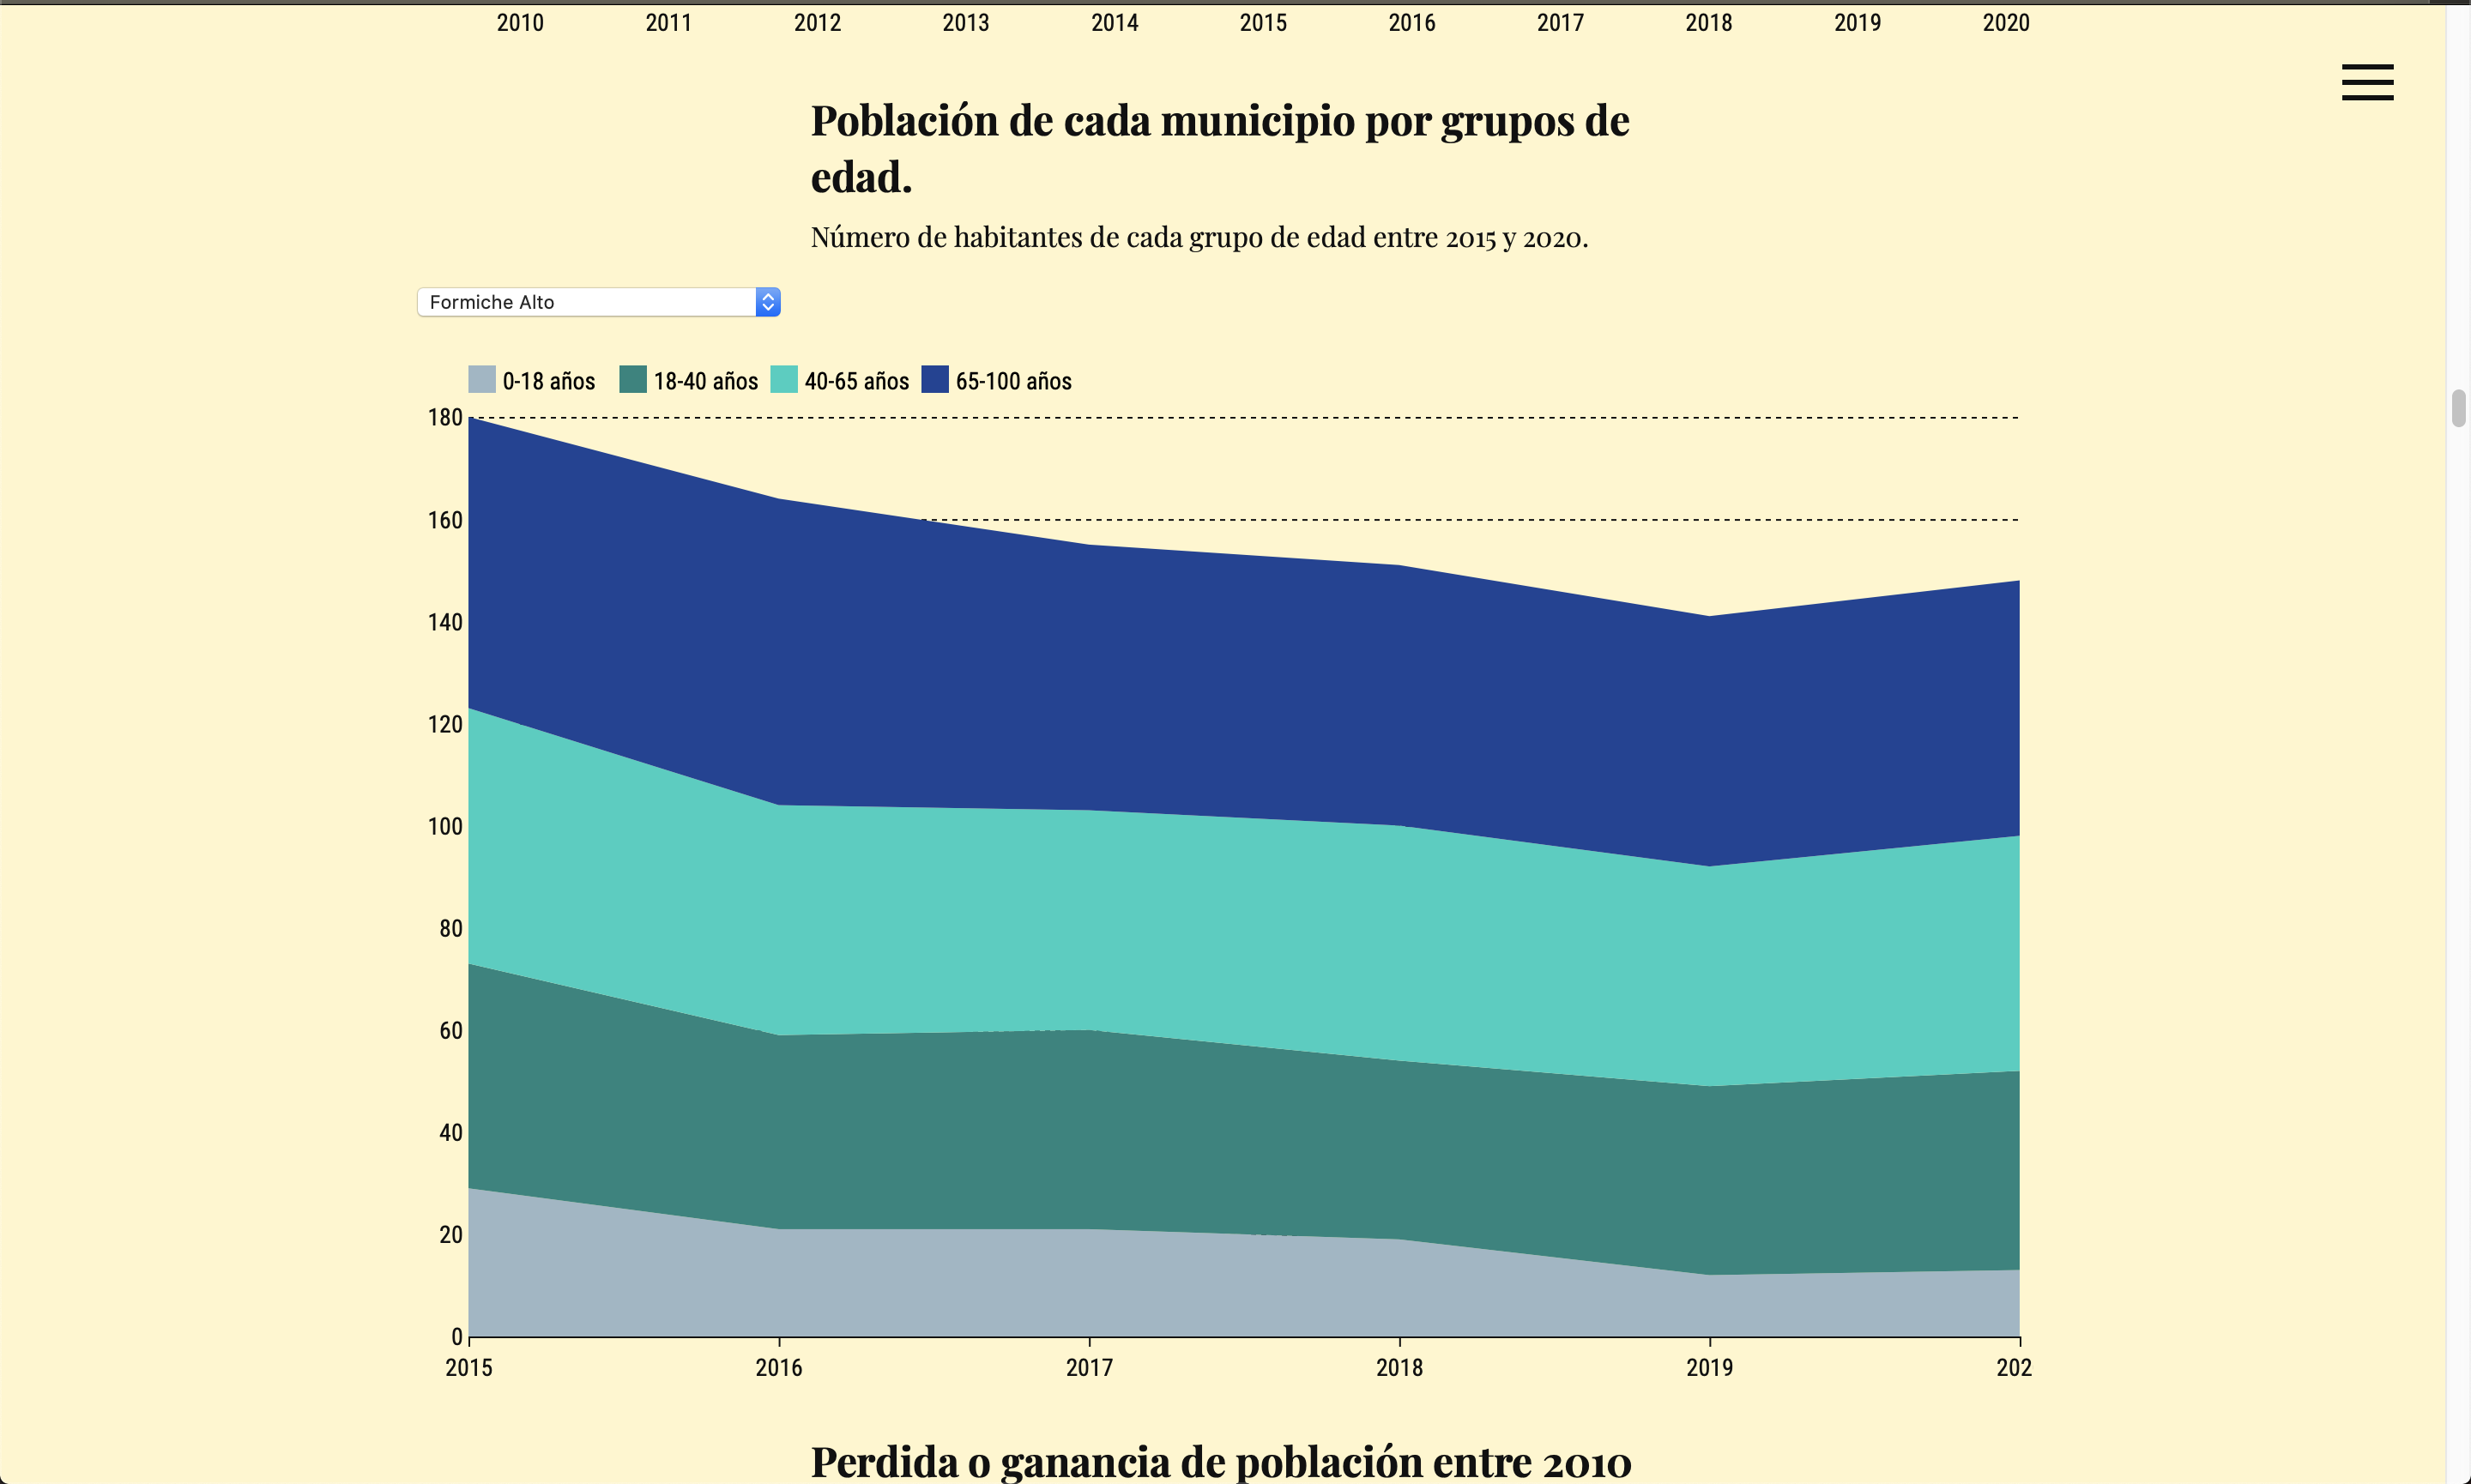 2010 2011 2012 2013 2014 2015 2016 2017 2018 2019 2020
Población de cada municipio por grupos de
edad.
Número de habitantes de cada grupo de edad entre 2015 y 2020.
Formiche Alto
0-18 años 18-40 años 40-65 años 65-100 años
180
160
140
120
100
80
60
40
20
0
2015 2016 2017 2018 2019 202
Perdida o ganancia de población entre 2010